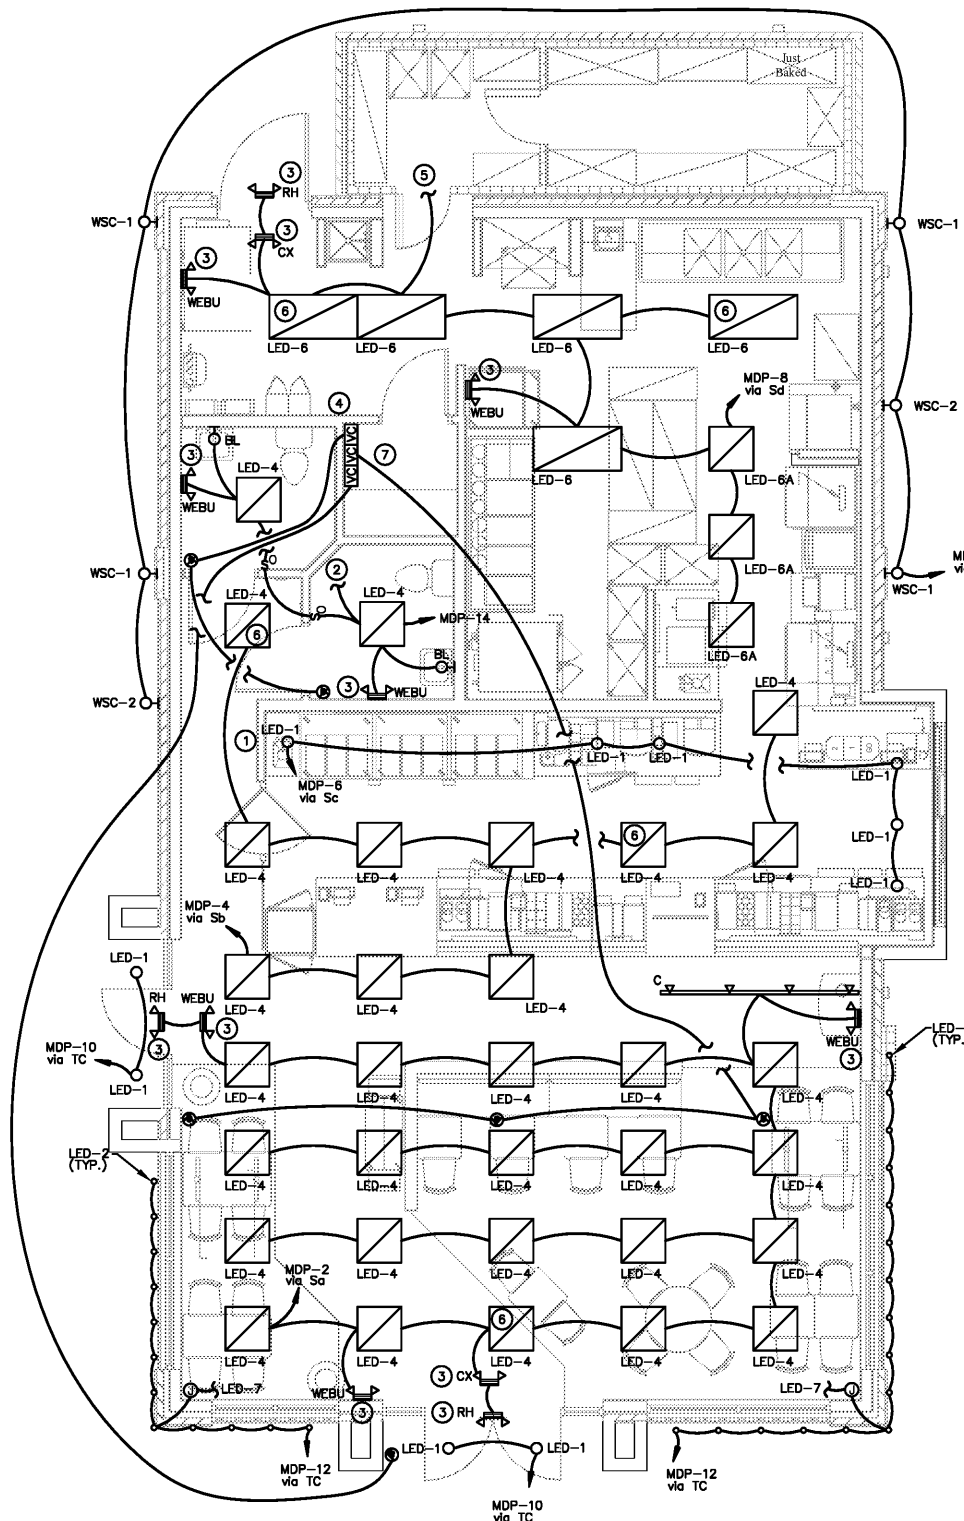 Just
Baked
3
RH
5
WSC-1
WSC-1
3
CX
3
WEBU
6
6
LED-6
LED-6
LED-6
LED-6
3
WEBU
MDP-8
via Sd
4
WSC-2
BL
7
3
LED-4
WEBU
LED-6
LED-6A
VC
VC
VC
SO
LED-6A
WSC-1
WSC-1
2
LED-4
LED-4
SO
6
MDP-14
LED-6A
BL
3
WEBU
LED-4
WSC-2
1
LED-1
LED-1
LED-1
LED-1
MDP-6
via Sc
LED-1
6
LED-4
LED-4
LED-4
LED-4
LED-4
LED-1
MDP-4
via Sb
LED-1
C
RH
WEBU
LED-4
LED-4
LED-4
3
3
WEBU
3
MDP-10
via TC
LED-1
LED-4
LED-4
LED-4
LED-4
LED-4
LED-2
(TYP.)
LED-4
LED-4
LED-4
LED-4
LED-4
LED-4
LED-4
LED-4
LED-4
LED-4
MDP-2
via Sa
6
LED-4
LED-4
LED-4
LED-4
LED-4
3
CX
J
LED-7
WEBU
3
3
RH
LED-7
J
LED-1
LED-1
MDP-12
via TC
MDP-10
via TC
MDP-12
via TC